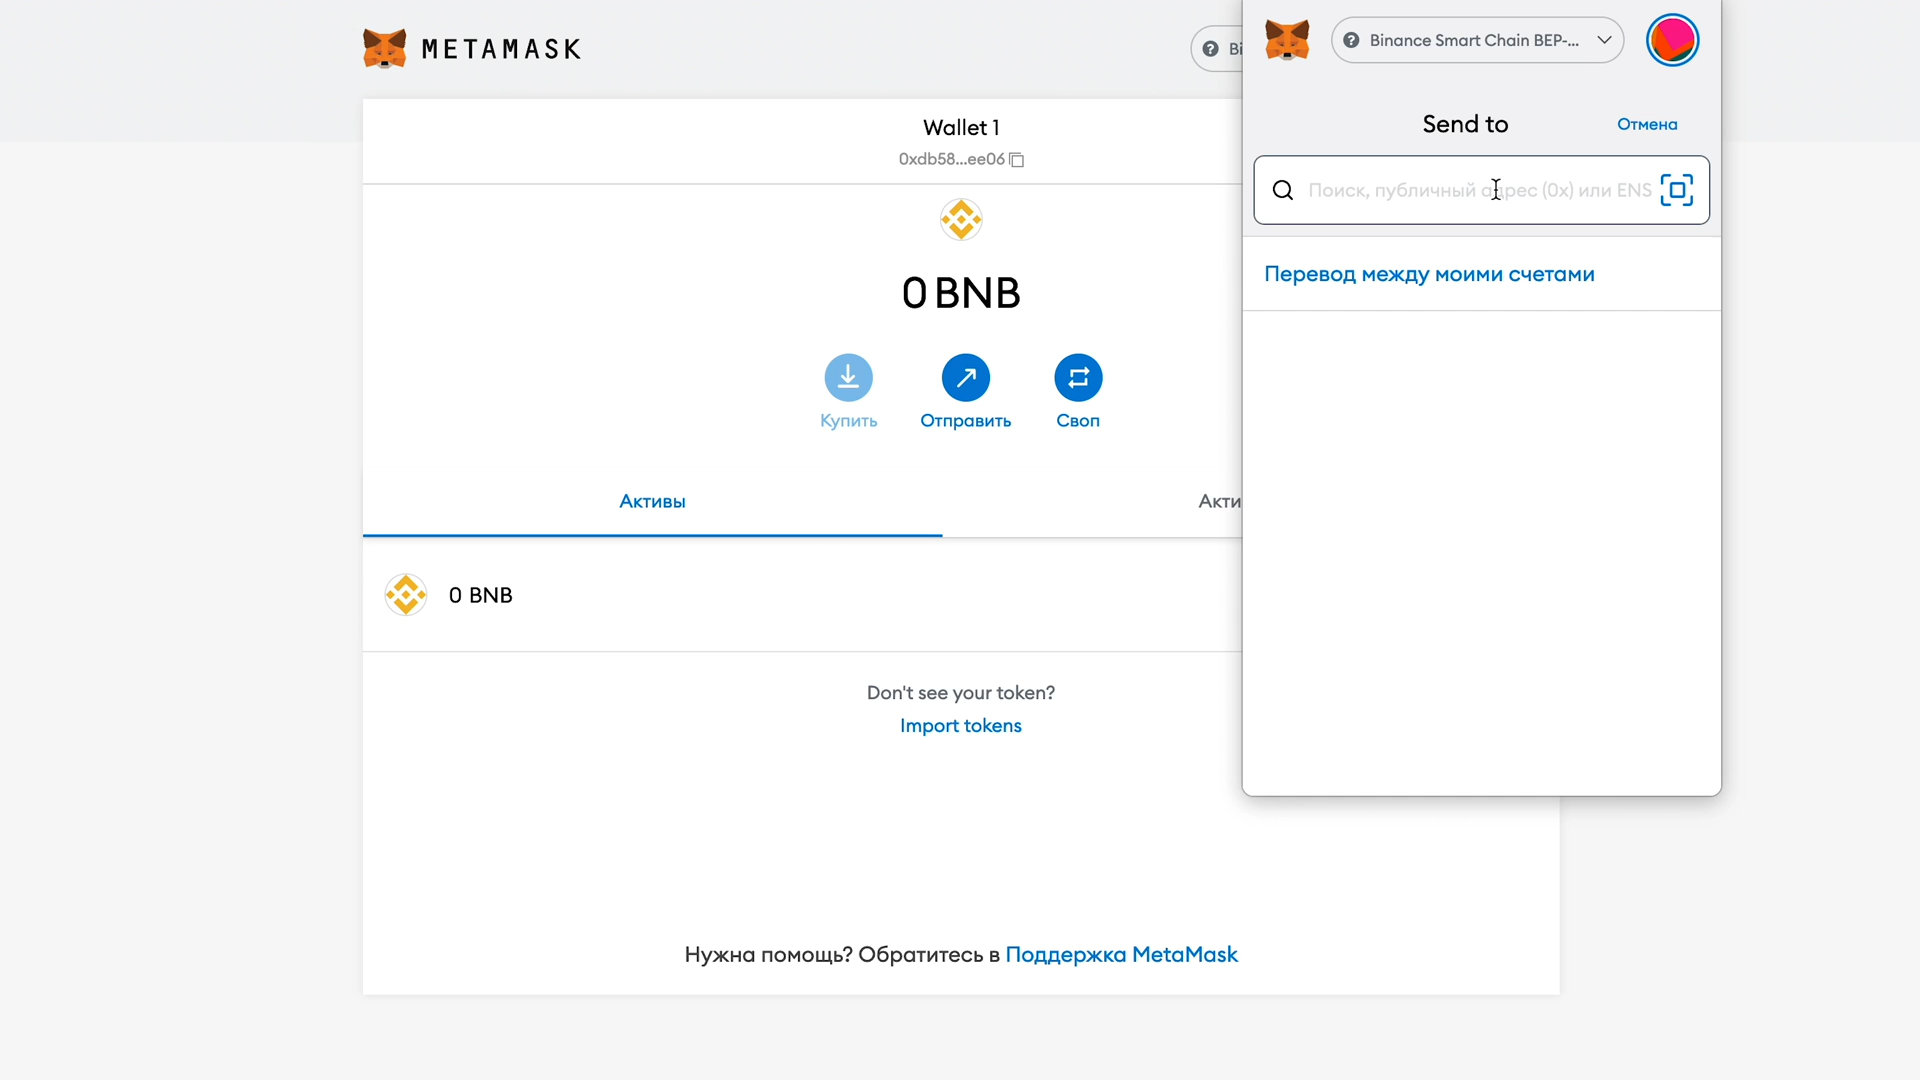 METAMASK
Bi
Wallet 1
0xdb58...ee06
0 BNB
Купить
Отправить
Своп
Активы
Акти
0 BNB
Don't see your token?
Import tokens
Нужна помощь? Обратитесь в Поддержка MetaMask
Binance Smart Chain BEP-...
Send to
Отмена
Поиск, публичный адрес (0x) или ENS
Перевод между моими счетами